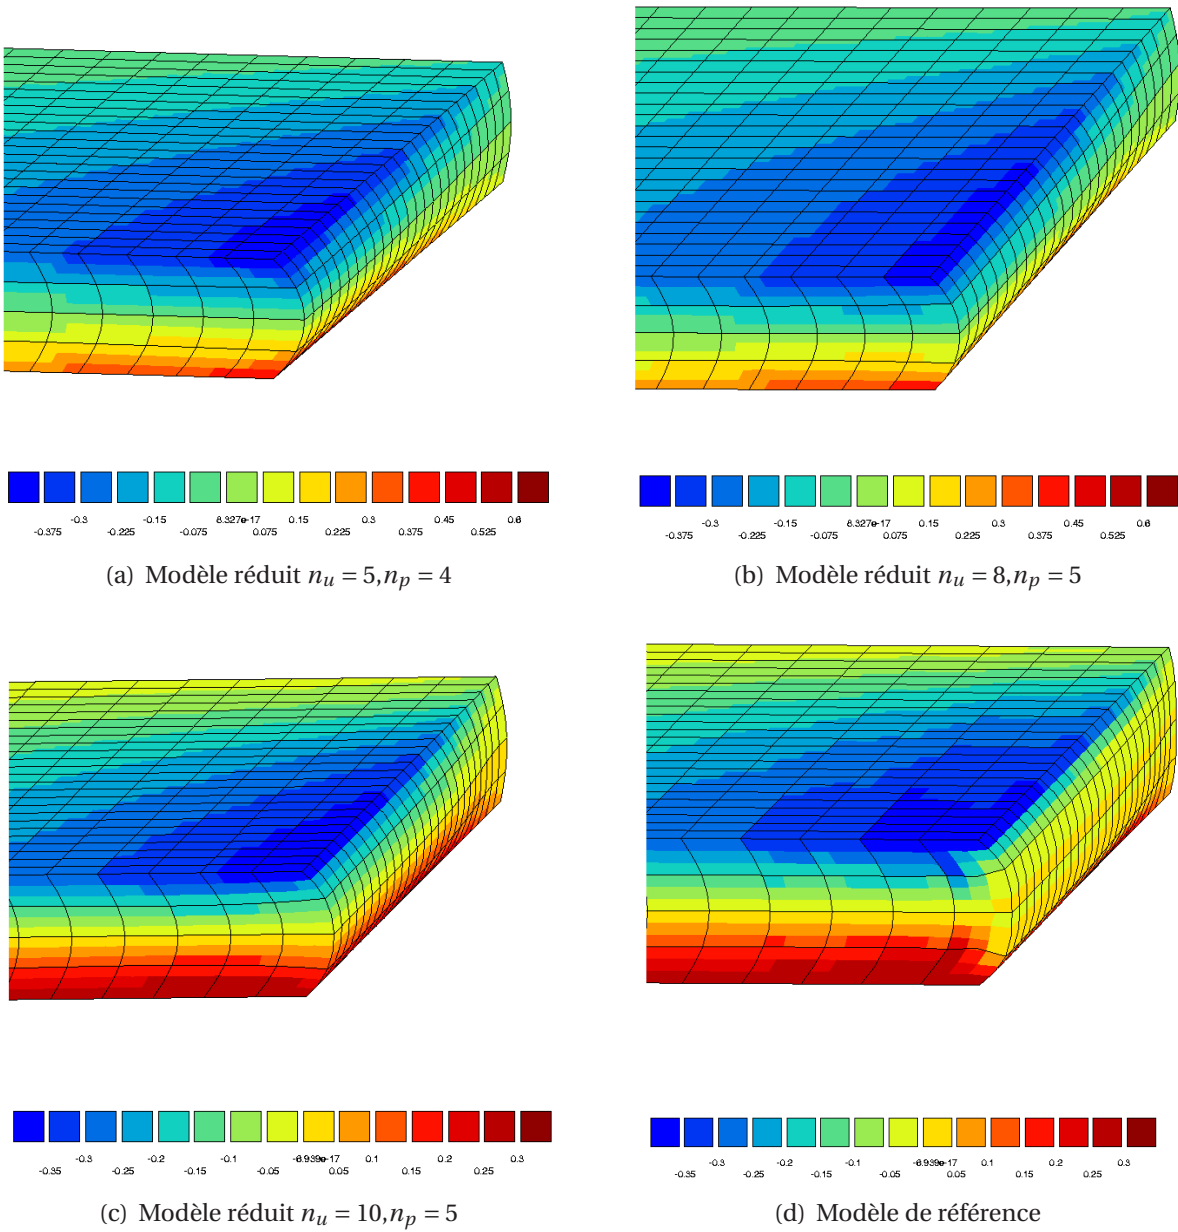 -0.3 -0.15 8.327e-17 0.15 0.3 0.45 0.6
-0.375 -0.225 -0.075 0.075 0.225 0.375 0.525
(a) Modèle réduit n_u = 5, n_p = 4
-0.3 -0.15 8.327e-17 0.15 0.3 0.45 0.6
-0.375 -0.225 -0.075 0.075 0.225 0.375 0.525
(b) Modèle réduit n_u = 8, n_p = 5
-0.3 -0.2 -0.1 -6.939e-17 0.1 0.2 0.3
-0.35 -0.25 -0.15 -0.05 0.05 0.15 0.25
(c) Modèle réduit n_u = 10, n_p = 5
-0.3 -0.2 -0.1 -6.939e-17 0.1 0.2 0.3
-0.35 -0.25 -0.15 -0.05 0.05 0.15 0.25
(d) Modèle de référence